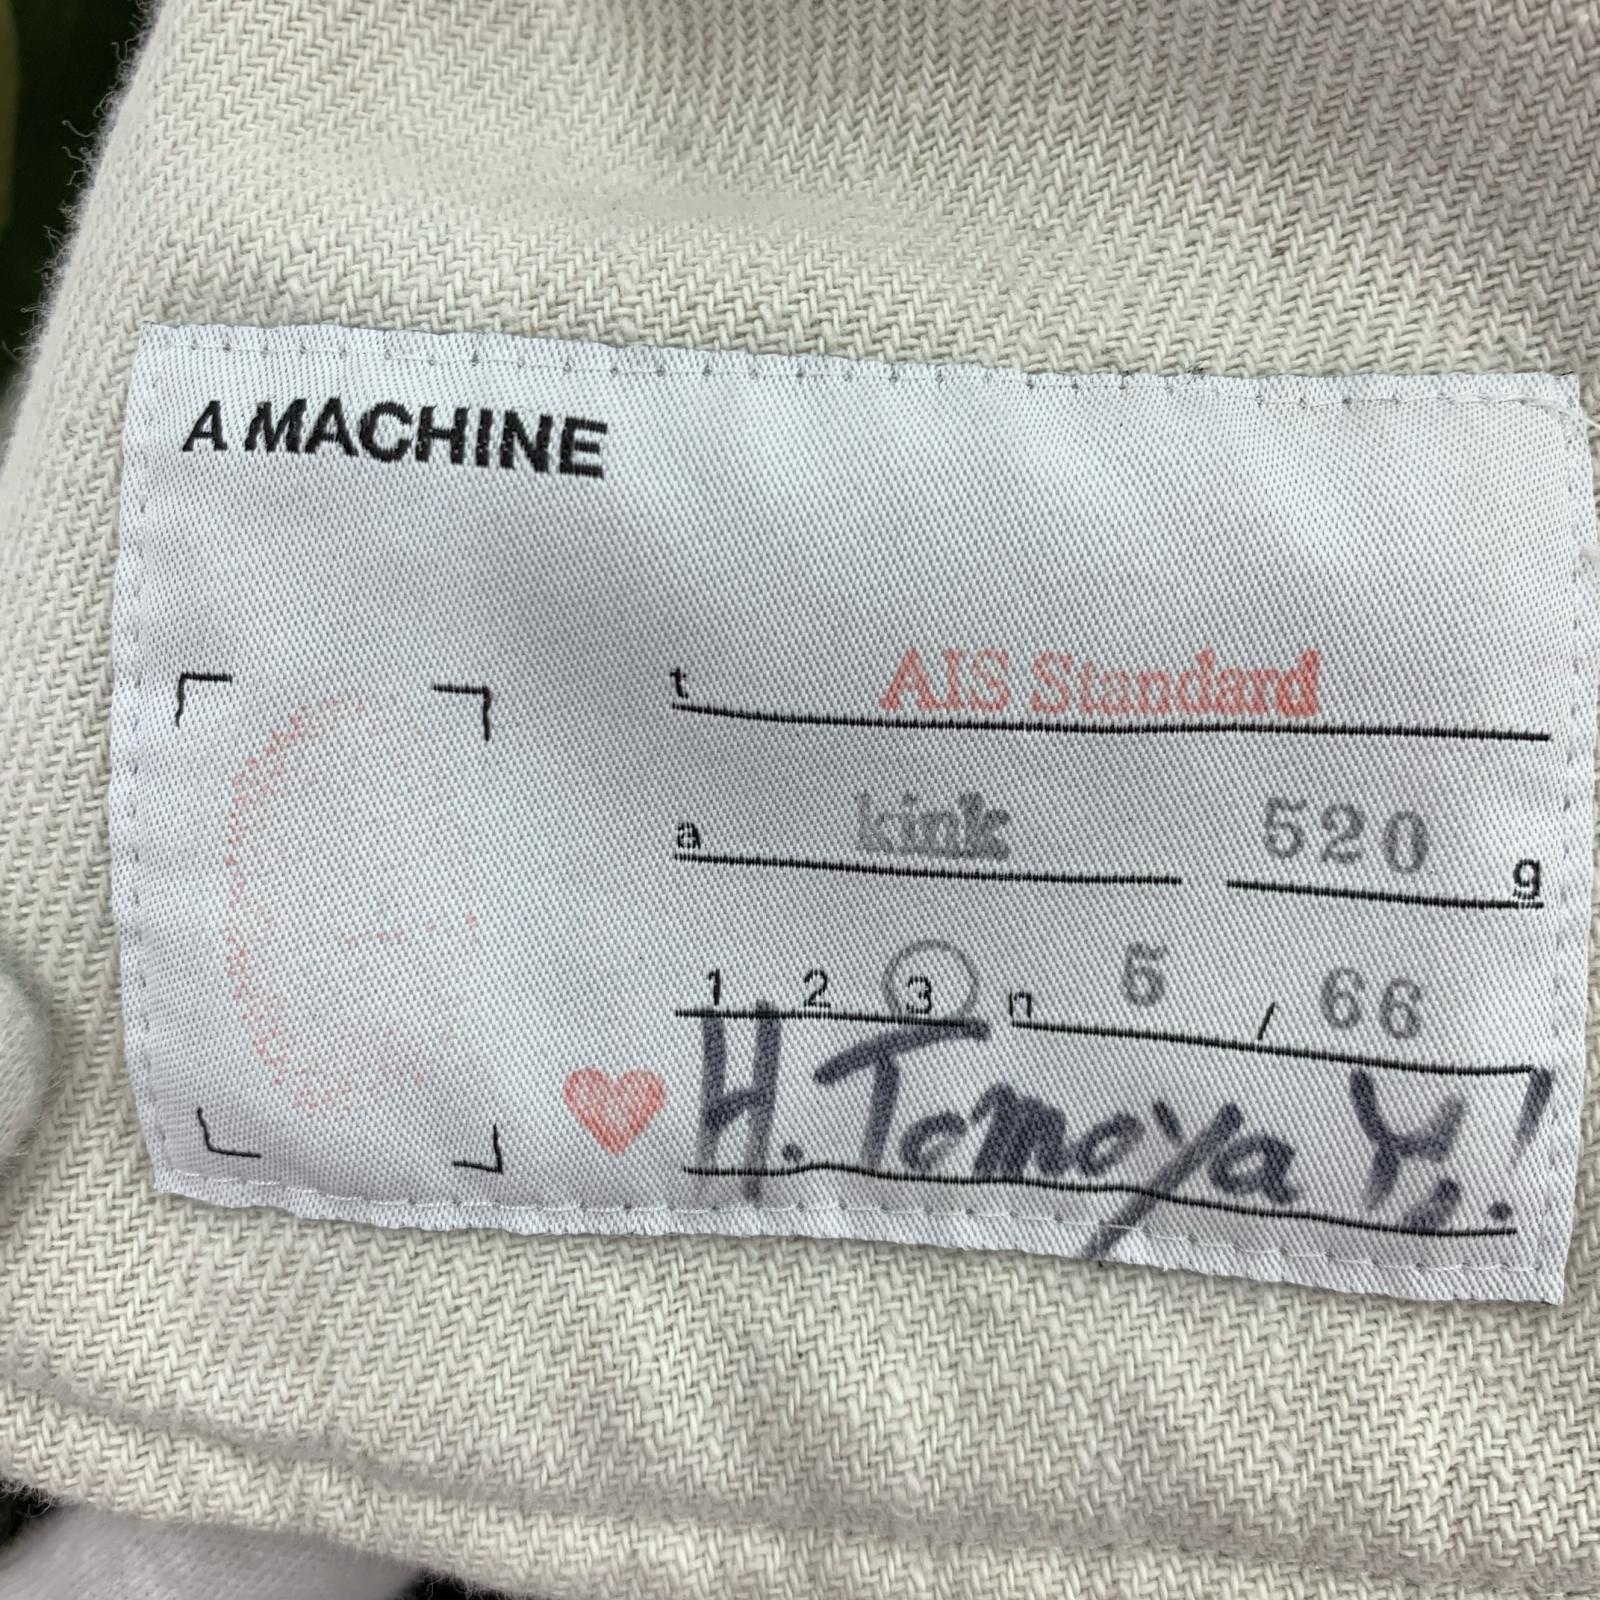 A MACHINE
t AIS Standard
a kink 520 g
1 2 3 n 5 / 66
♥ H. Tomoya Y.!